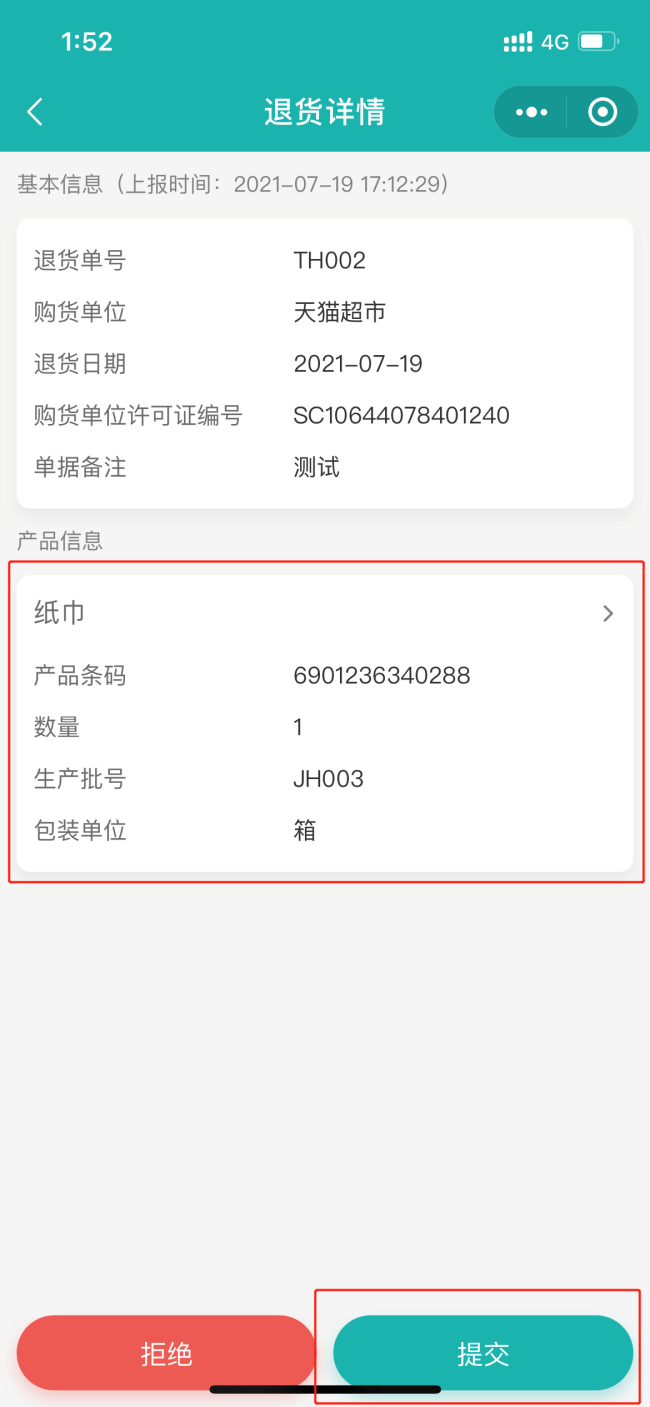 1:52
4G
退货详情
基本信息（上报时间：2021-07-19 17:12:29）
退货单号 TH002
购货单位 天猫超市
退货日期 2021-07-19
购货单位许可证编号 SC10644078401240
单据备注 测试
产品信息
纸巾
产品条码 6901236340288
数量 1
生产批号 JH003
包装单位 箱
拒绝 提交